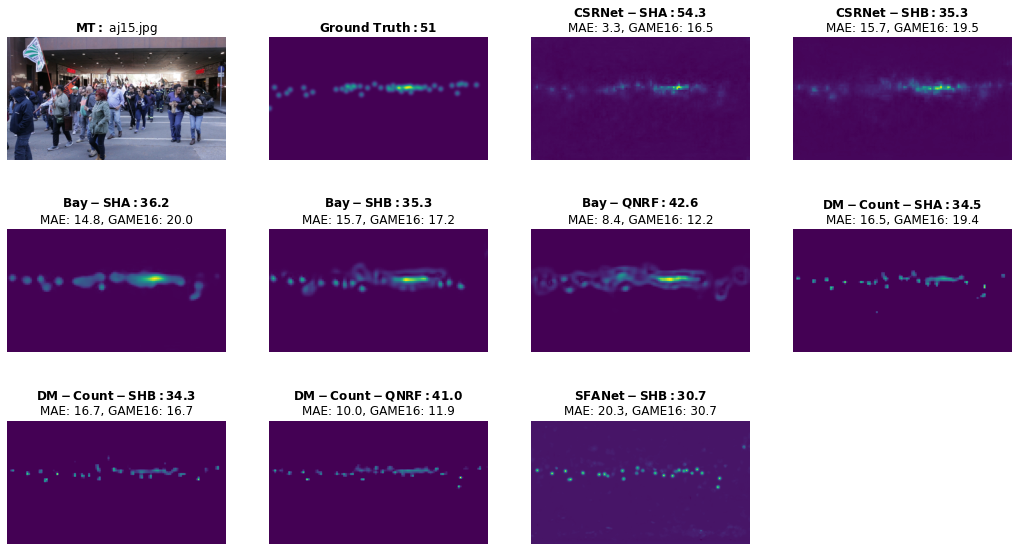 MT: aj15.jpg
Ground Truth: 51
CSRNet-SHA: 54.3
MAE: 3.3, GAME16: 16.5
CSRNet-SHB: 35.3
MAE: 15.7, GAME16: 19.5
Bay-SHA: 36.2
MAE: 14.8, GAME16: 20.0
Bay-SHB: 35.3
MAE: 15.7, GAME16: 17.2
Bay-QNRF: 42.6
MAE: 8.4, GAME16: 12.2
DM-Count-SHA: 34.5
MAE: 16.5, GAME16: 19.4
DM-Count-SHB: 34.3
MAE: 16.7, GAME16: 16.7
DM-Count-QNRF: 41.0
MAE: 10.0, GAME16: 11.9
SFANet-SHB: 30.7
MAE: 20.3, GAME16: 30.7